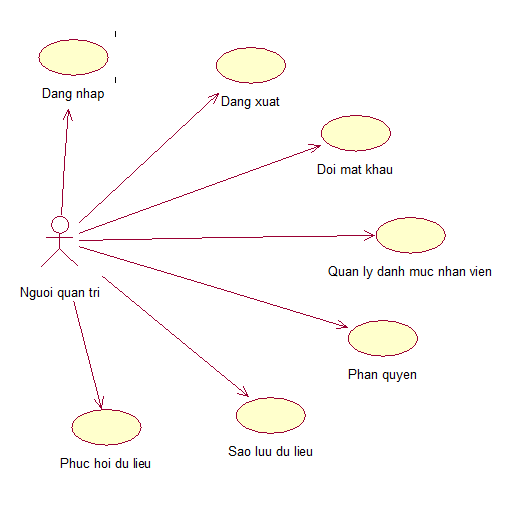 Dang nhap
Dang xuat
Doi mat khau
Quan ly danh muc nhan vien
Nguoi quan tri
Phan quyen
Sao luu du lieu
Phuc hoi du lieu